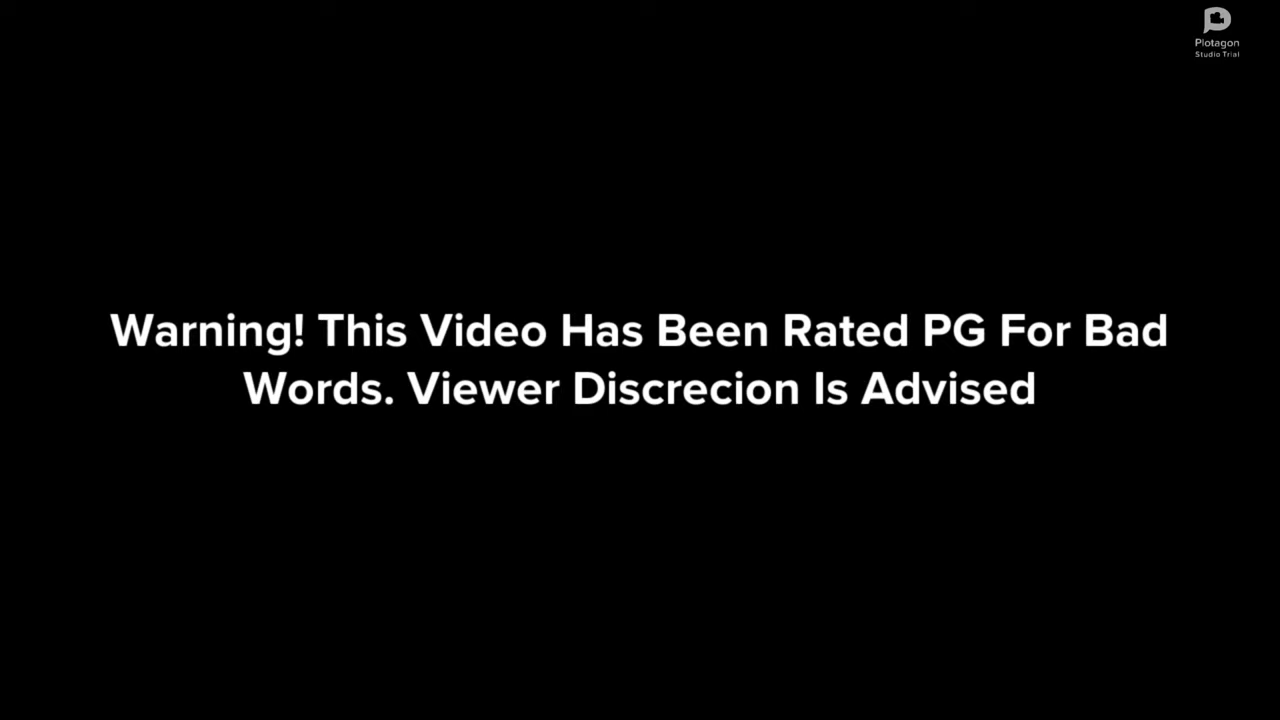 Plotagon
Studio Trial
Warning! This Video Has Been Rated PG For Bad
Words. Viewer Discrecion Is Advised